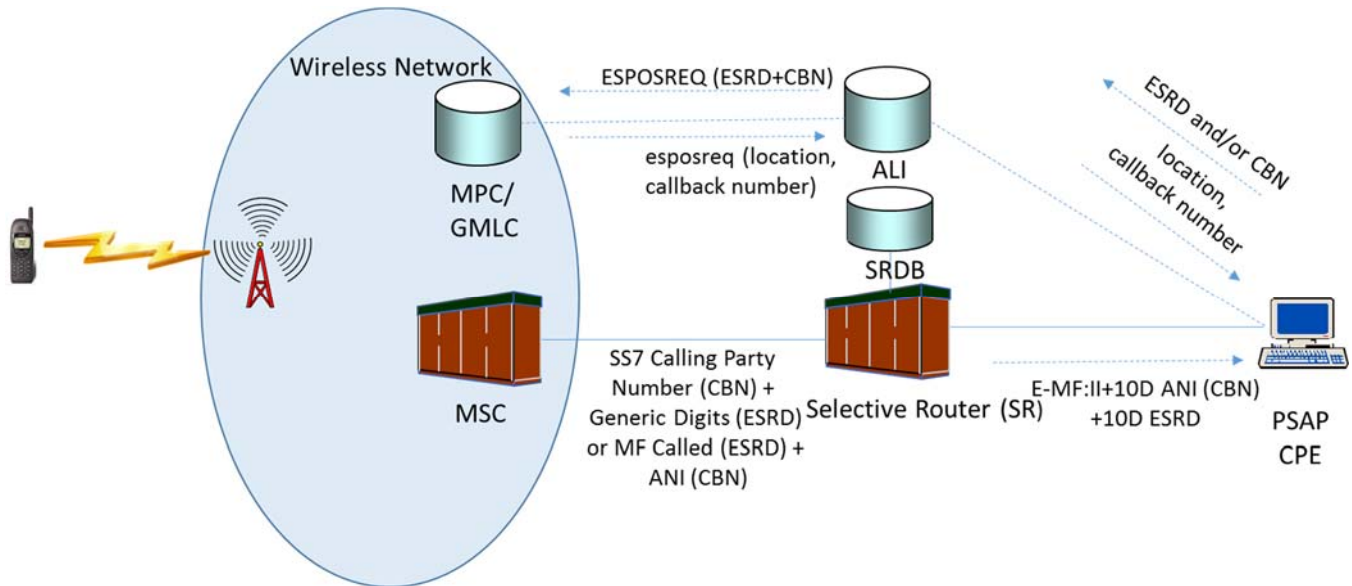 Wireless Network
ESPOSREQ (ESRD+CBN)
esposreq (location,
callback number)
MPC/
GMLC
ALI
SRDB
ESRD and/or CBN
location,
callback number
MSC
SS7 Calling Party
Number (CBN) +
Generic Digits (ESRD)
or MF Called (ESRD) +
ANI (CBN)
Selective Router (SR)
E-MF:II+10D ANI (CBN)
+10D ESRD
PSAP
CPE